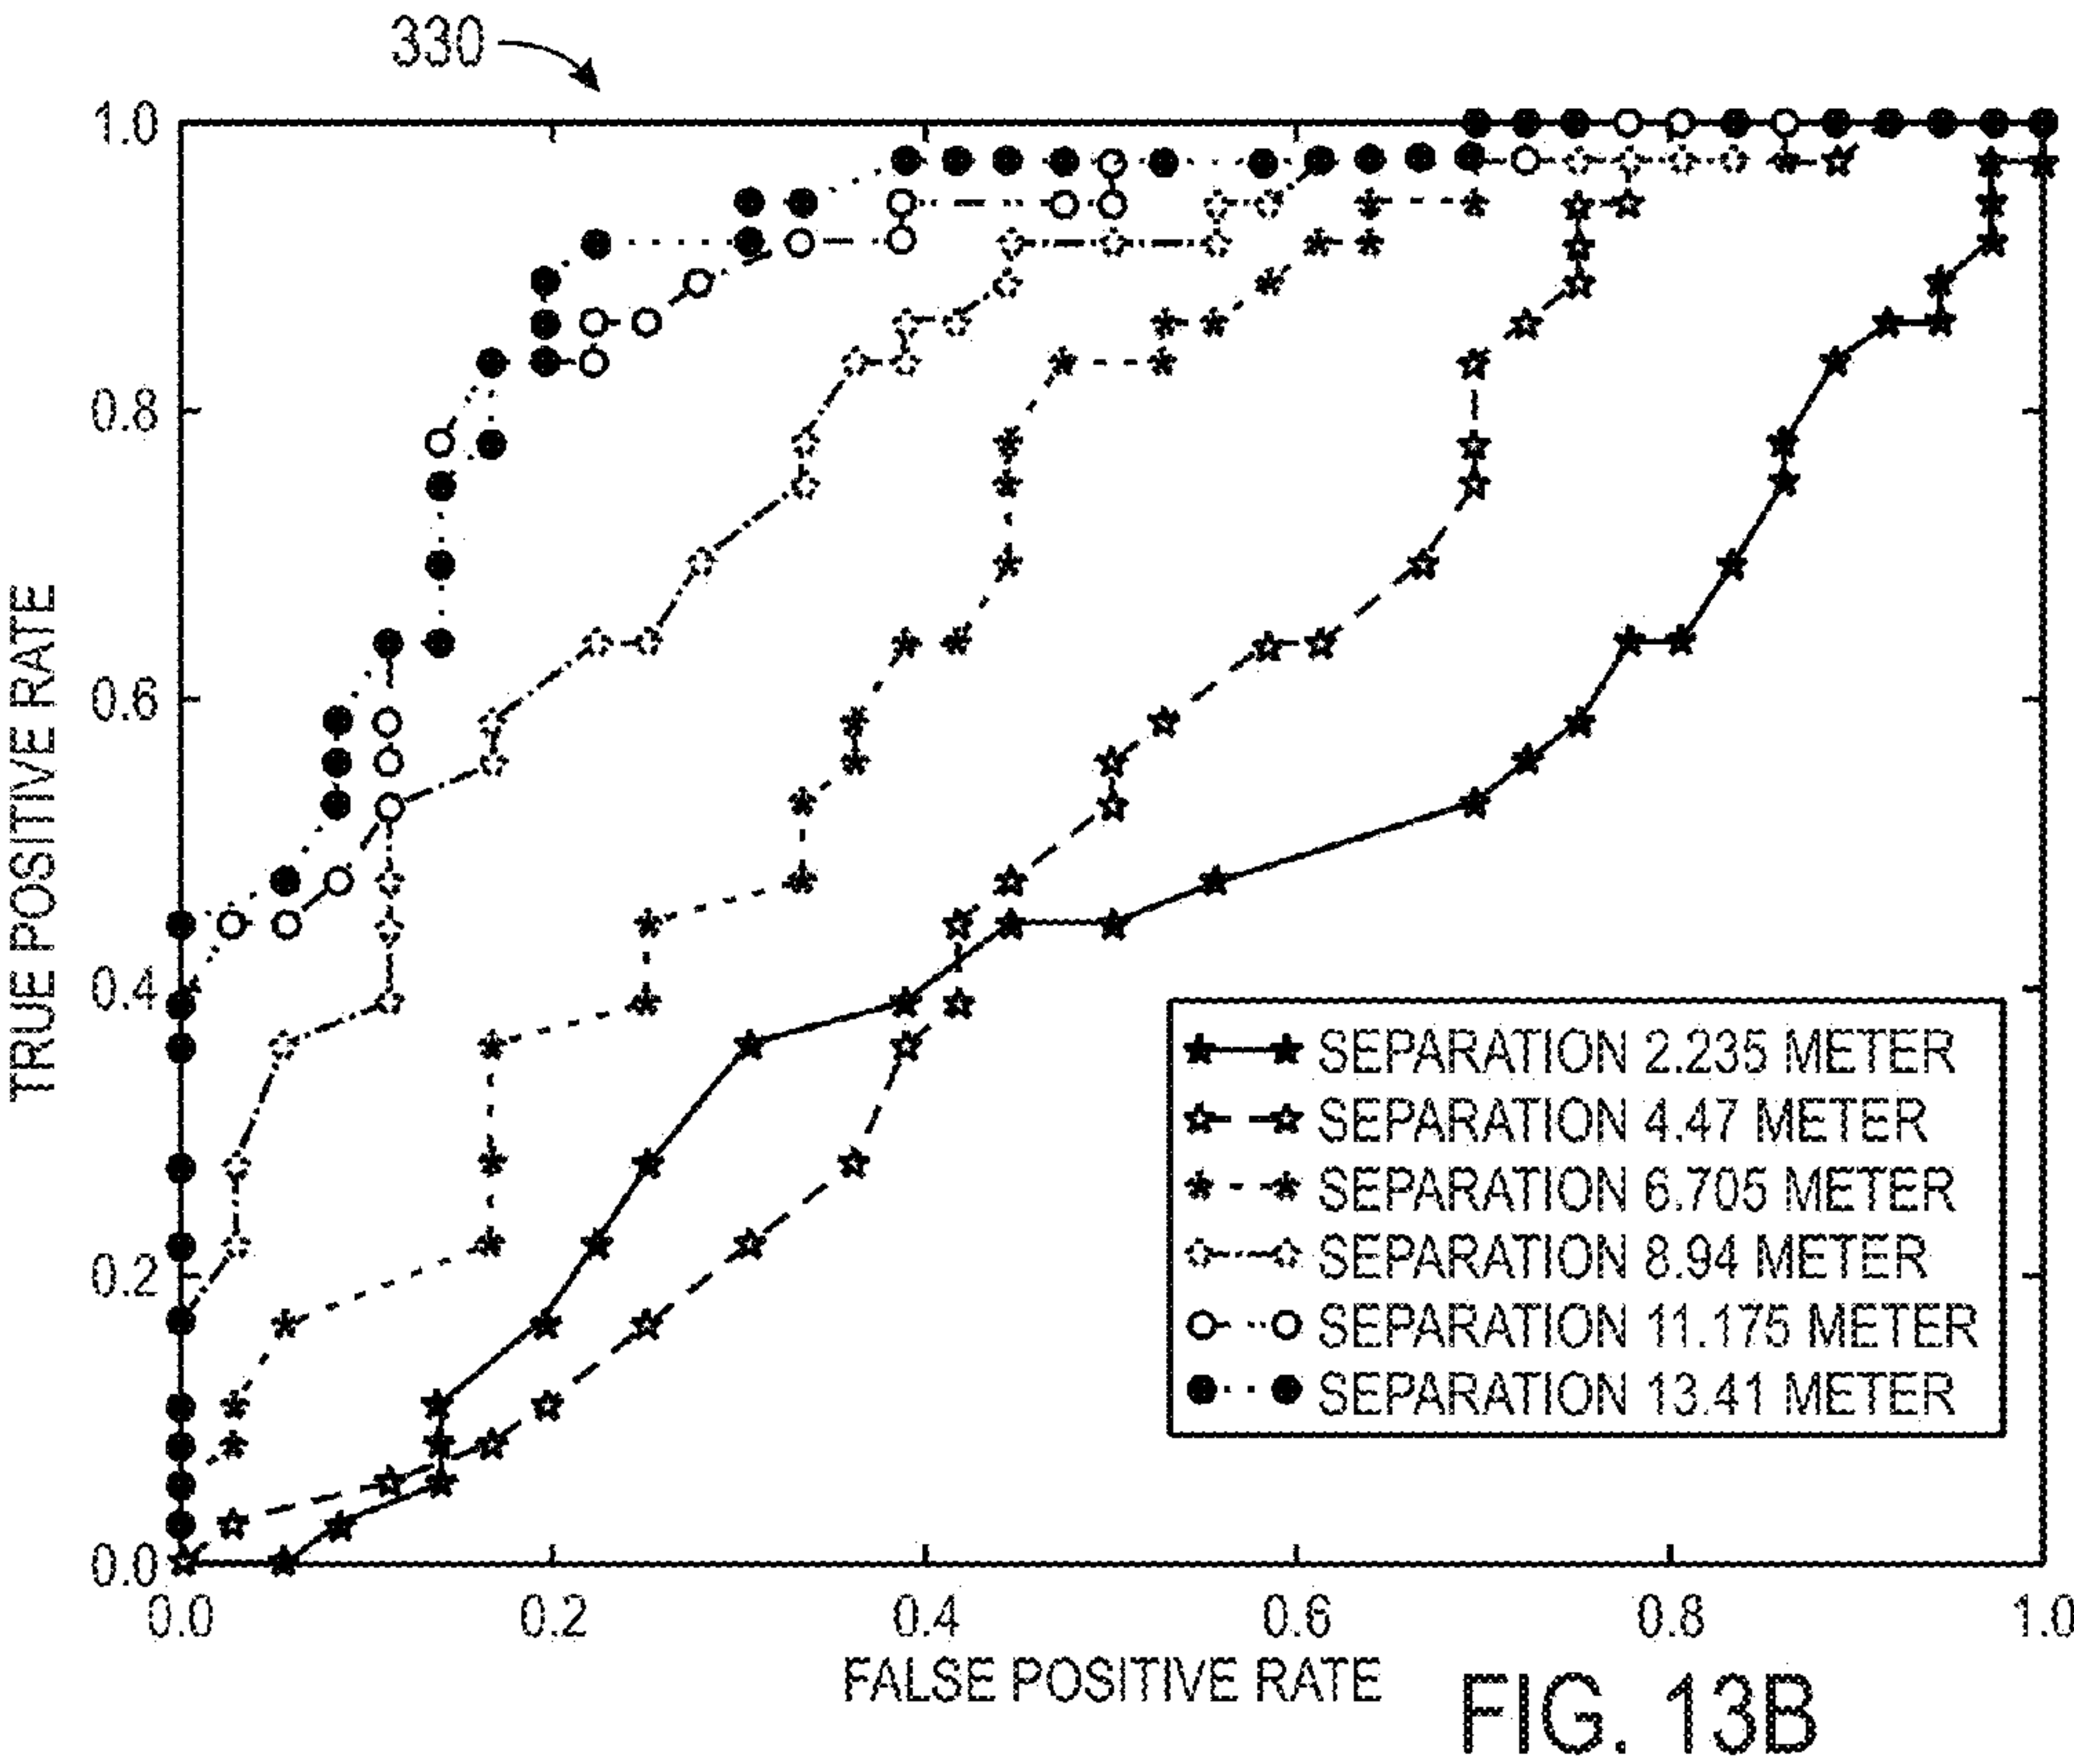 330
1.0
0.8
0.6
0.4
0.2
0.0
TRUE POSITIVE RATE
SEPARATION 2.235 METER
SEPARATION 4.47 METER
SEPARATION 6.705 METER
SEPARATION 8.94 METER
SEPARATION 11.175 METER
SEPARATION 13.41 METER
0.0 0.2 0.4 0.6 0.8 1.0
FALSE POSITIVE RATE
FIG. 13B